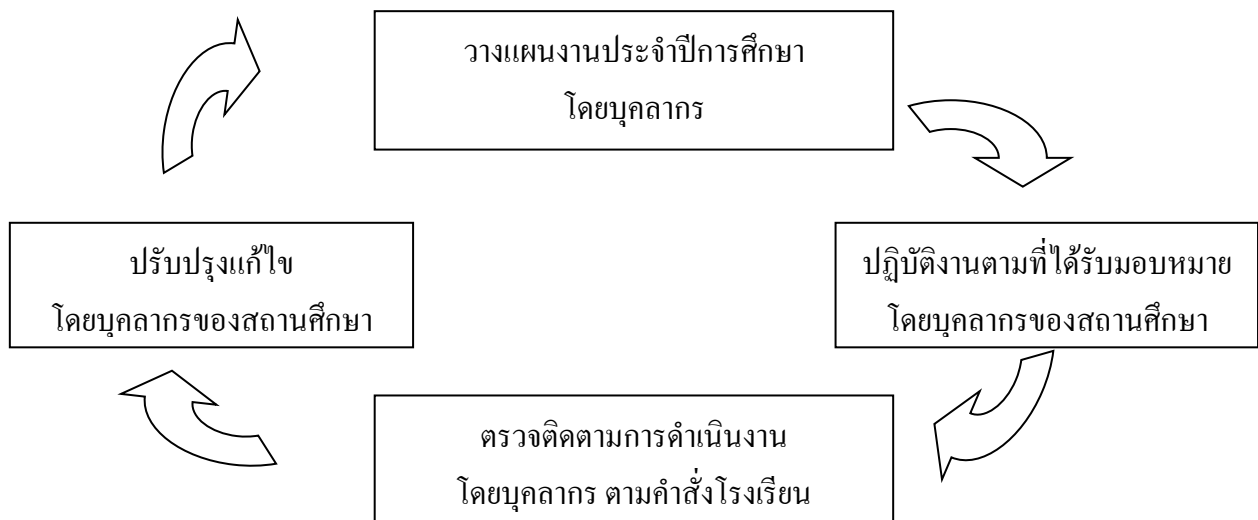 วางแผนงานประจำปีการศึกษา
โดยบุคลากร
ปรับปรุงแก้ไข
โดยบุคลากรของสถานศึกษา
ปฏิบัติงานตามที่ได้รับมอบหมาย
โดยบุคลากรของสถานศึกษา
ตรวจติดตามการดำเนินงาน
โดยบุคลากร ตามคำสั่งโรงเรียน